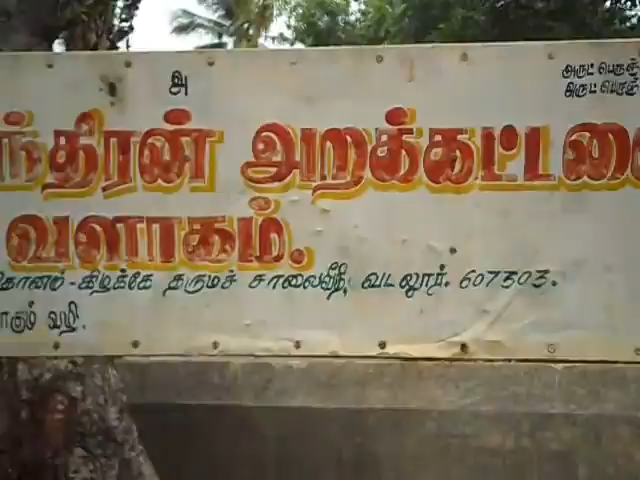 அ
அருட் பெருஞ்
அருட் பெருஞ்
ந்திரன் அறக்கட்டளை
வளாகம்.
கோணம் - கிழக்கே தருமச் சாலைவீதி, வடலூர். 607303.
ாகும் வழி.